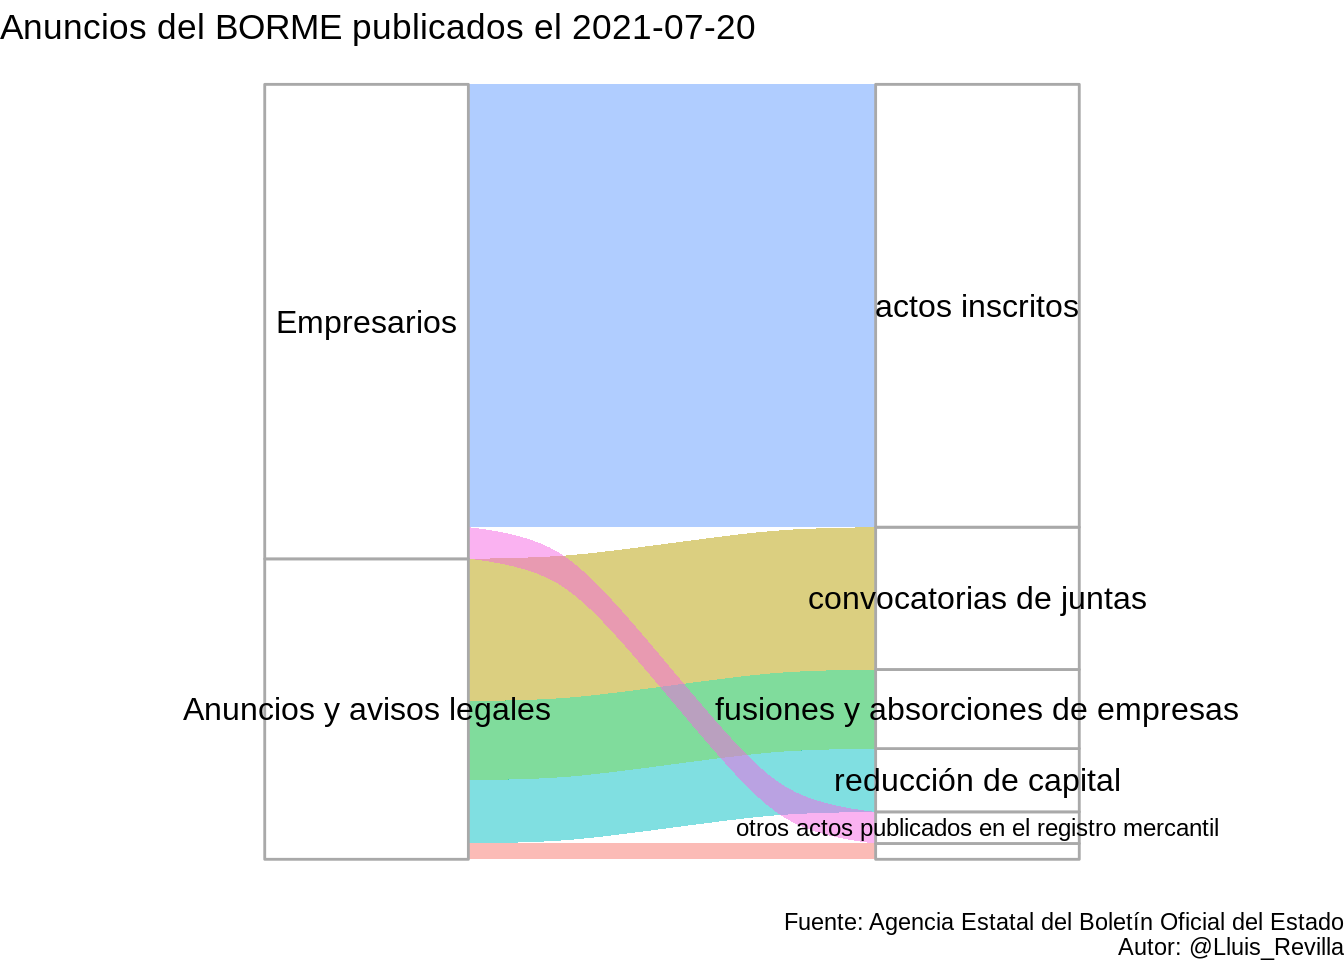 Anuncios del BORME publicados el 2021-07-20
Empresarios
actos inscritos
convocatorias de juntas
Anuncios y avisos legales
fusiones y absorciones de empresas
reducción de capital
otros actos publicados en el registro mercantil
Fuente: Agencia Estatal del Boletín Oficial del Estado
Autor: @Lluis_Revilla